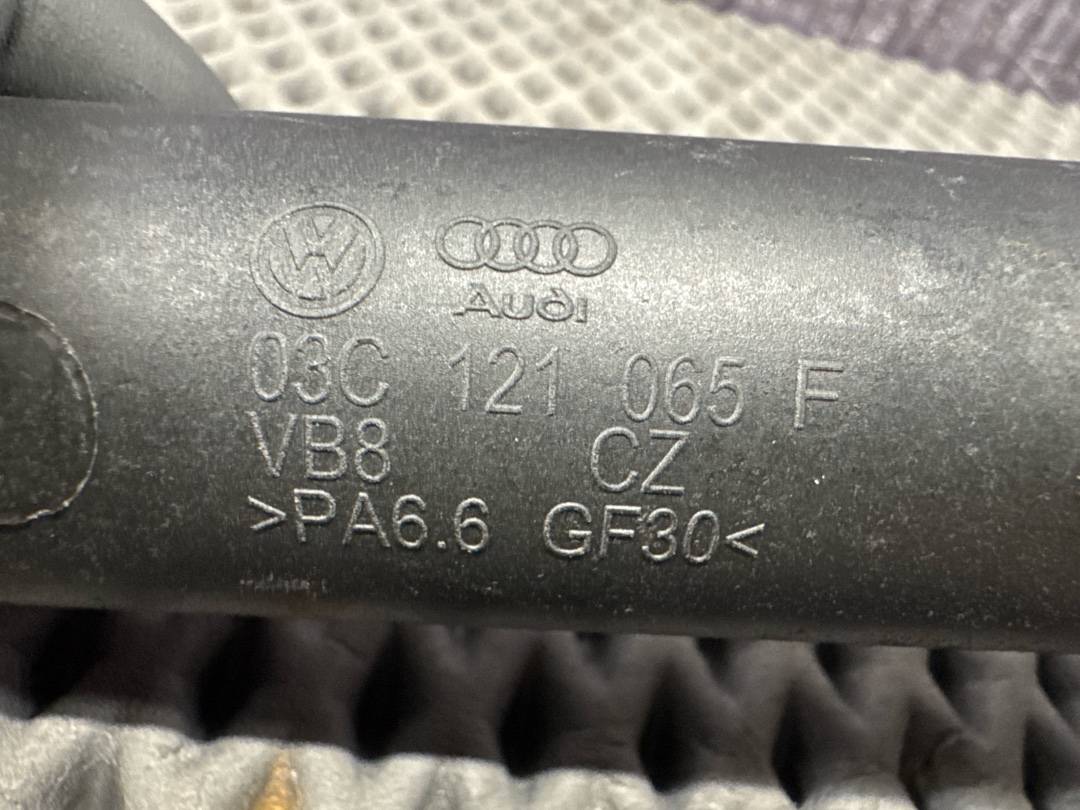 Audi
03C 121 065 F
VB8 CZ
>PA6.6 GF30<